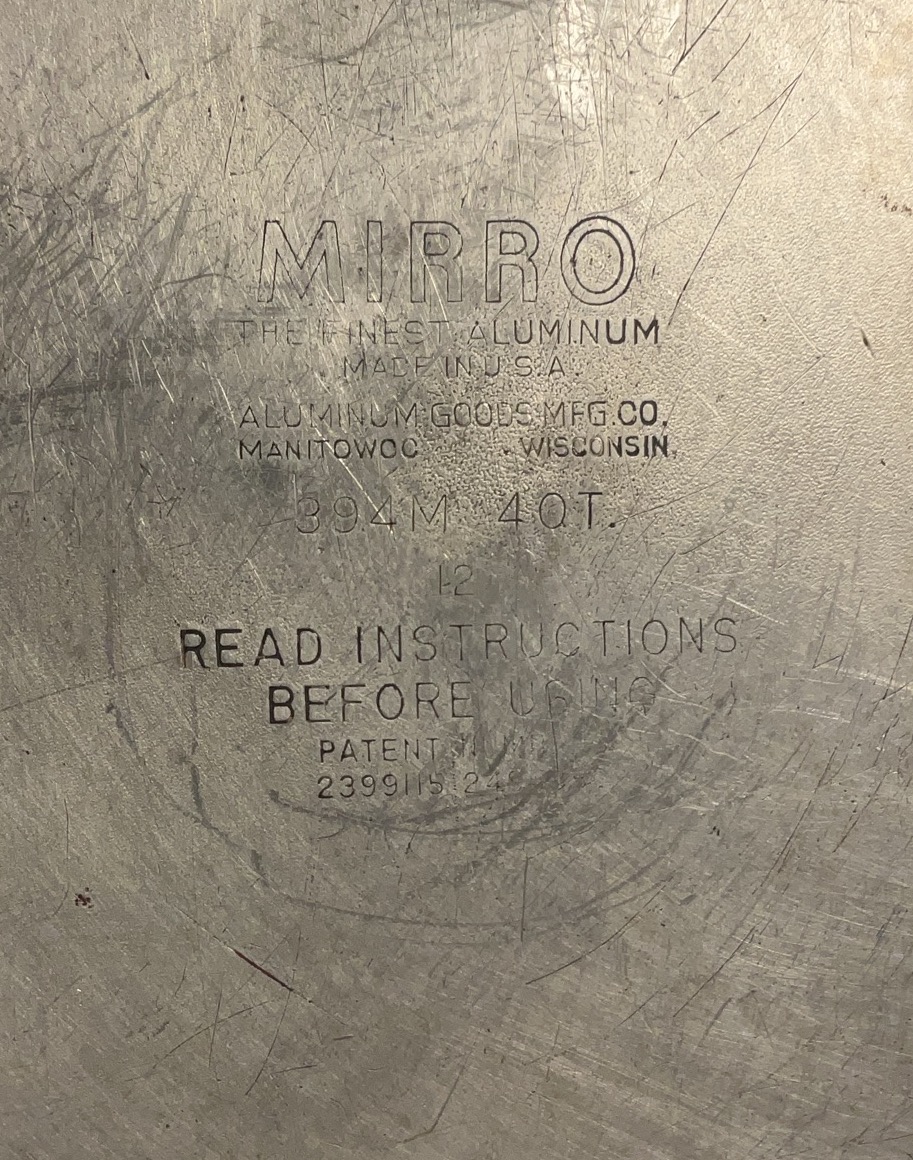 MIRRO
THE FINEST ALUMINUM
MADE IN U.S.A.
ALUMINUM GOODS MFG. CO.
MANITOWOC WISCONSIN.
394M 4QT.
12
READ INSTRUCTIONS
BEFORE USING
PATENT
2399115